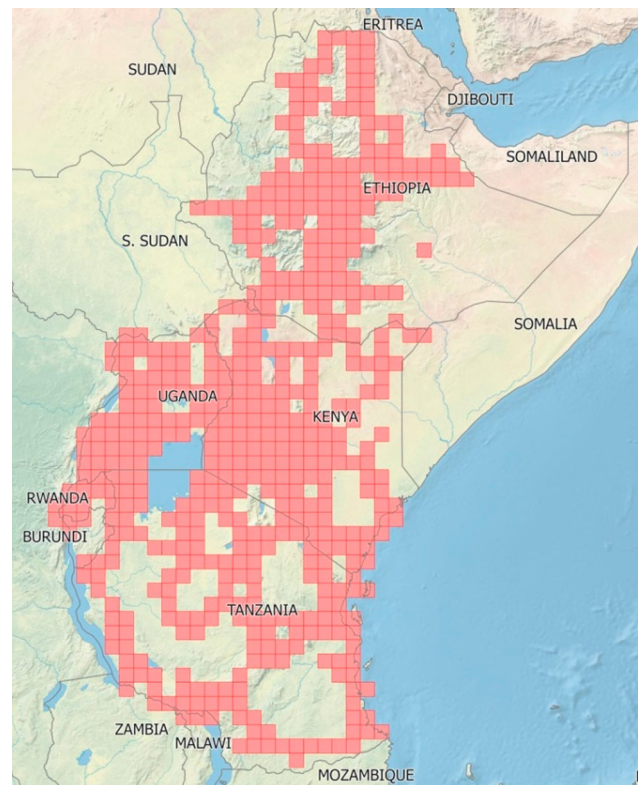 ERITREA
SUDAN
DJIBOUTI
SOMALILAND
ETHIOPIA
S. SUDAN
SOMALIA
UGANDA
KENYA
RWANDA
BURUNDI
TANZANIA
ZAMBIA
MALAWI
MOZAMBIQUE